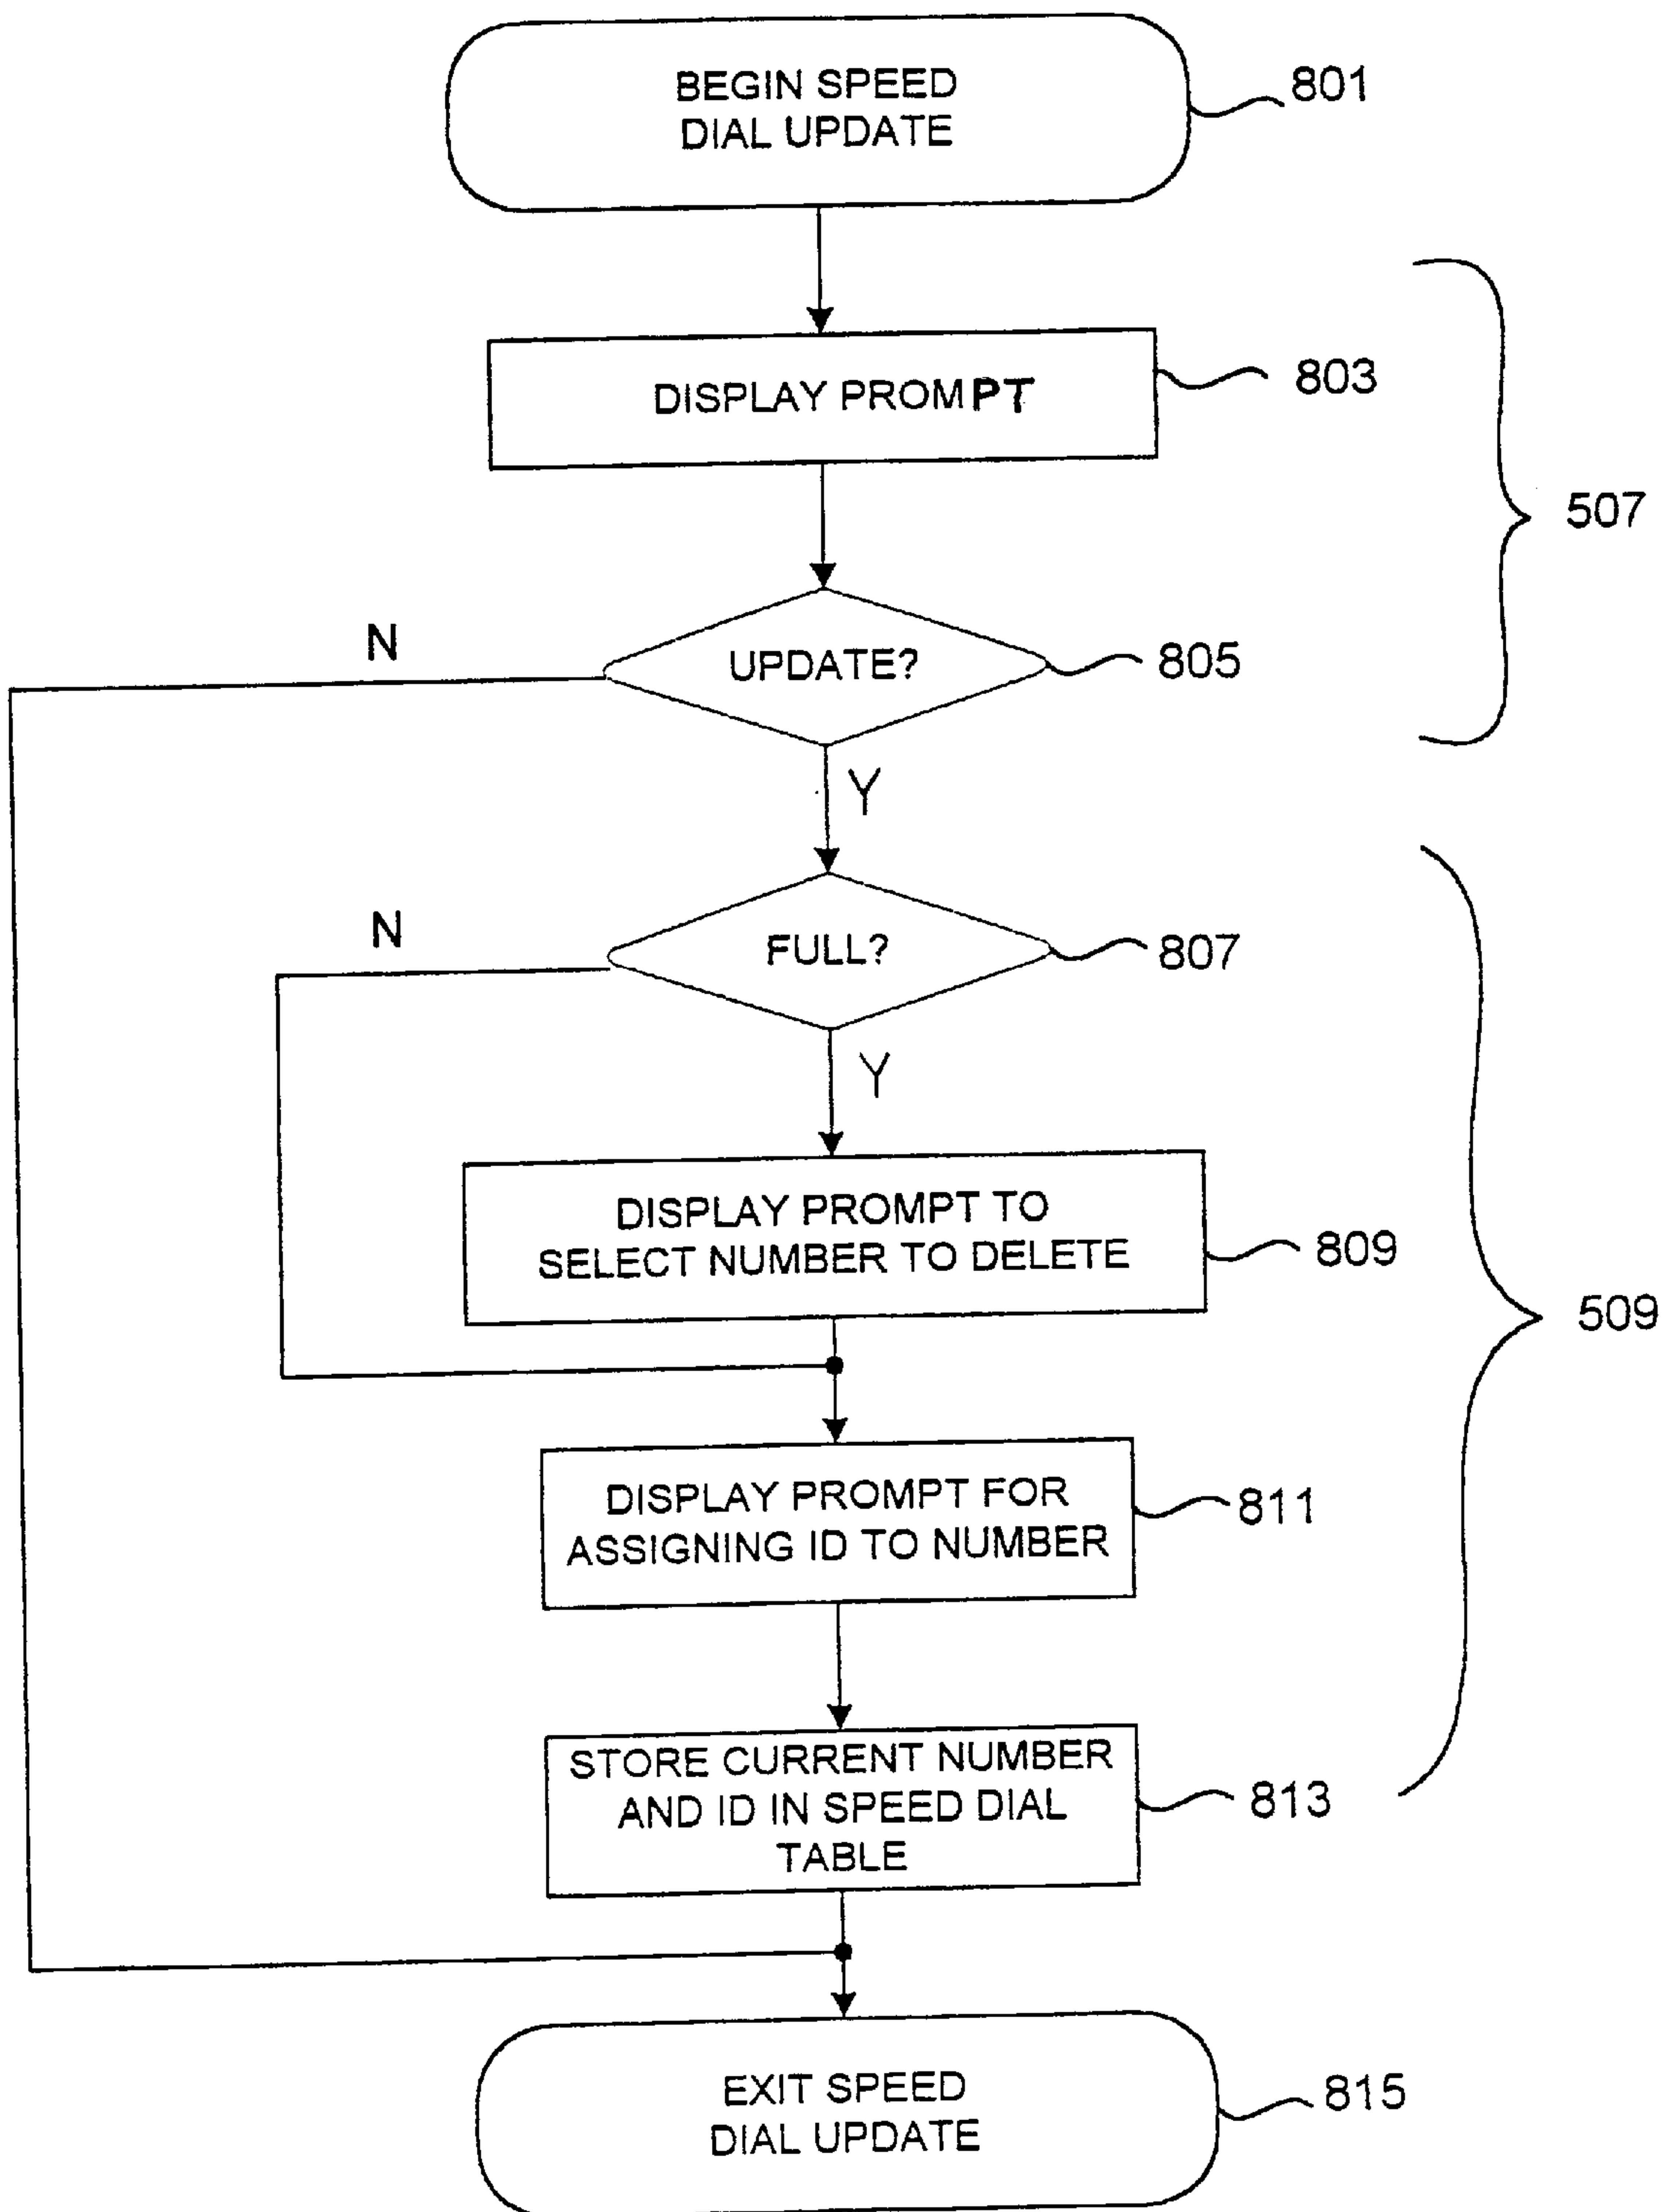 BEGIN SPEED
DIAL UPDATE
801
DISPLAY PROMPT
803
507
N
UPDATE?
805
Y
N
FULL?
807
Y
DISPLAY PROMPT TO
SELECT NUMBER TO DELETE
809
509
DISPLAY PROMPT FOR
ASSIGNING ID TO NUMBER
811
STORE CURRENT NUMBER
AND ID IN SPEED DIAL
TABLE
813
EXIT SPEED
DIAL UPDATE
815